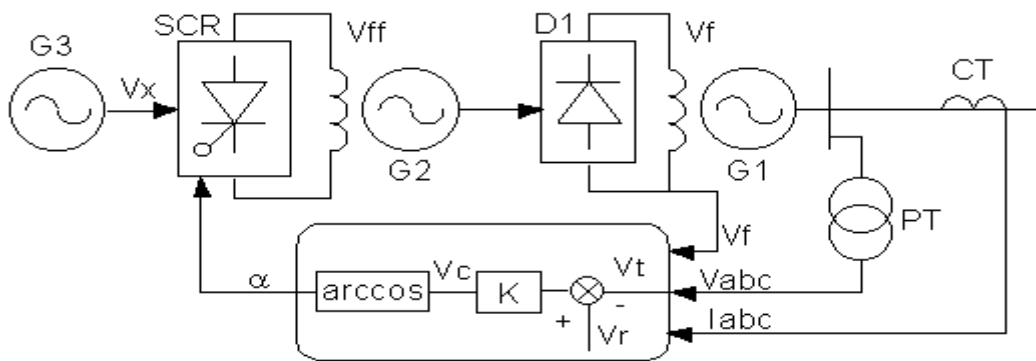 SCR
D1
G3
Vff
Vf
CT
Vx
G2
G1
PT
Vf
α
arccos
Vc
K
Vt
-
+
Vr
Vabc
Iabc